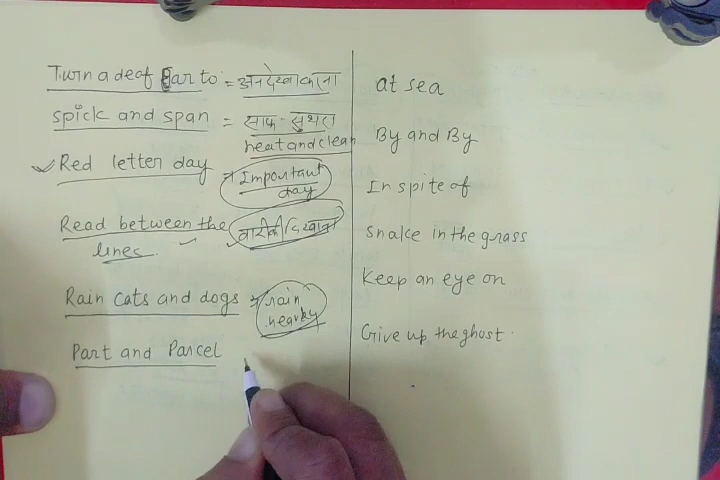 Turn a deaf Ear to = अनदेखा करना
spick and span = साफ-सुथरा
neat and clean
Red letter day = Important
day
Read between the
lines.
Rain cats and dogs = rain
heavky
Part and Parcel
at sea
By and By
In spite of
snake in the grass
Keep an eye on
Give up the ghost.